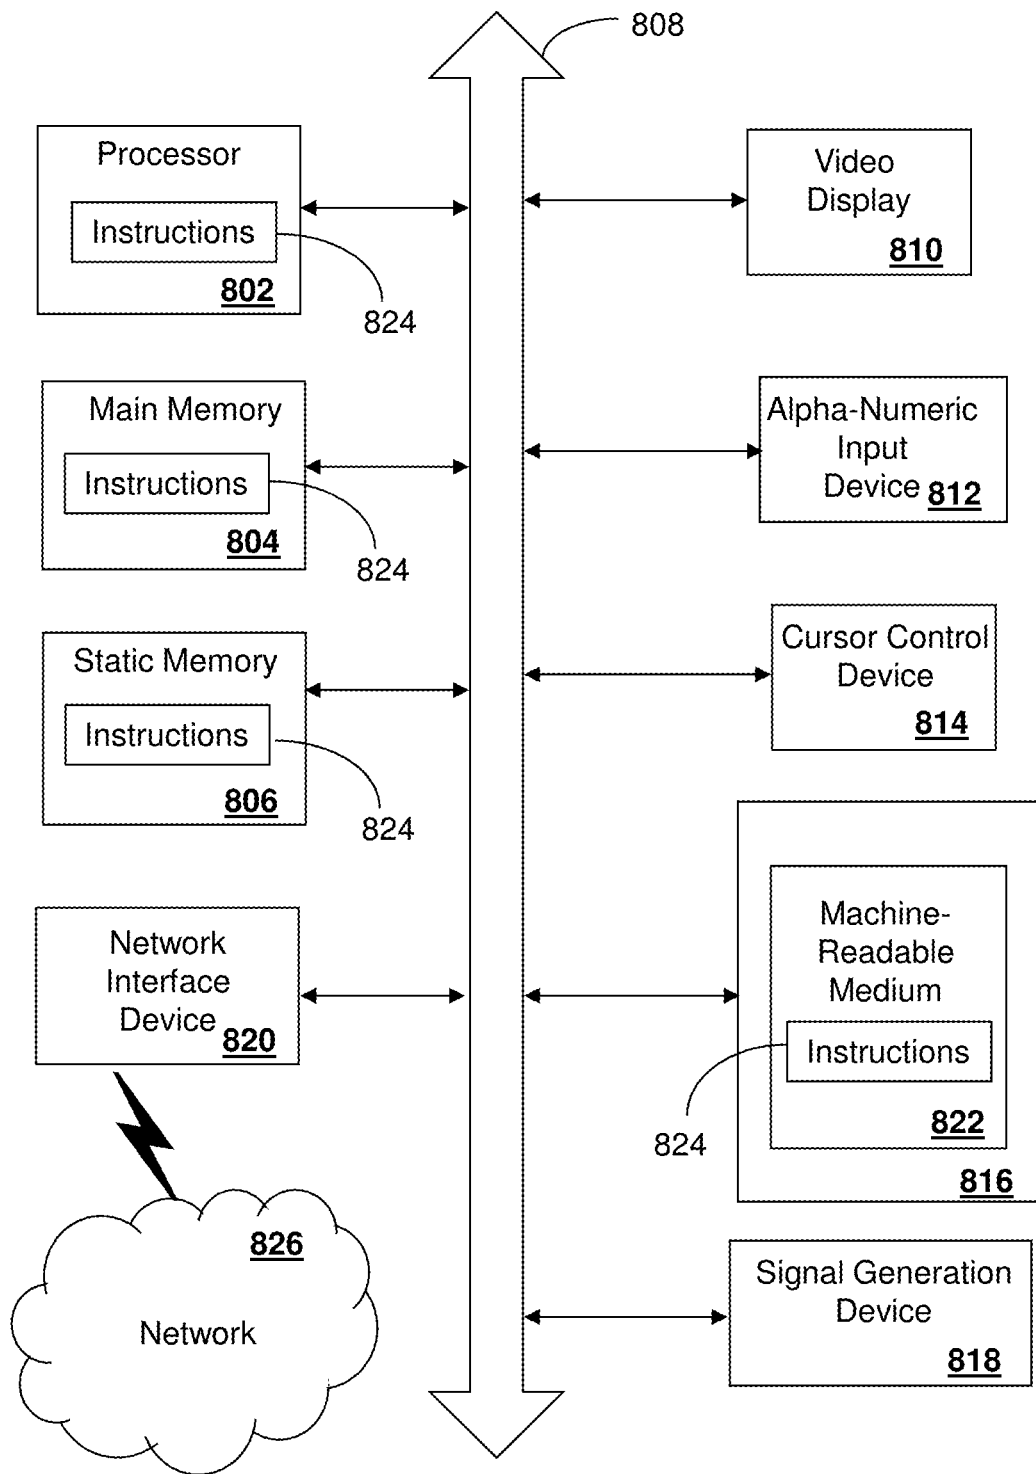 808
Processor
Instructions
802
824
Video
Display
810
Main Memory
Instructions
804
824
Alpha-Numeric
Input
Device 812
Static Memory
Instructions
806
824
Cursor Control
Device
814
Network
Interface
Device 820
Machine-
Readable
Medium
Instructions
824
822
816
826
Network
Signal Generation
Device
818